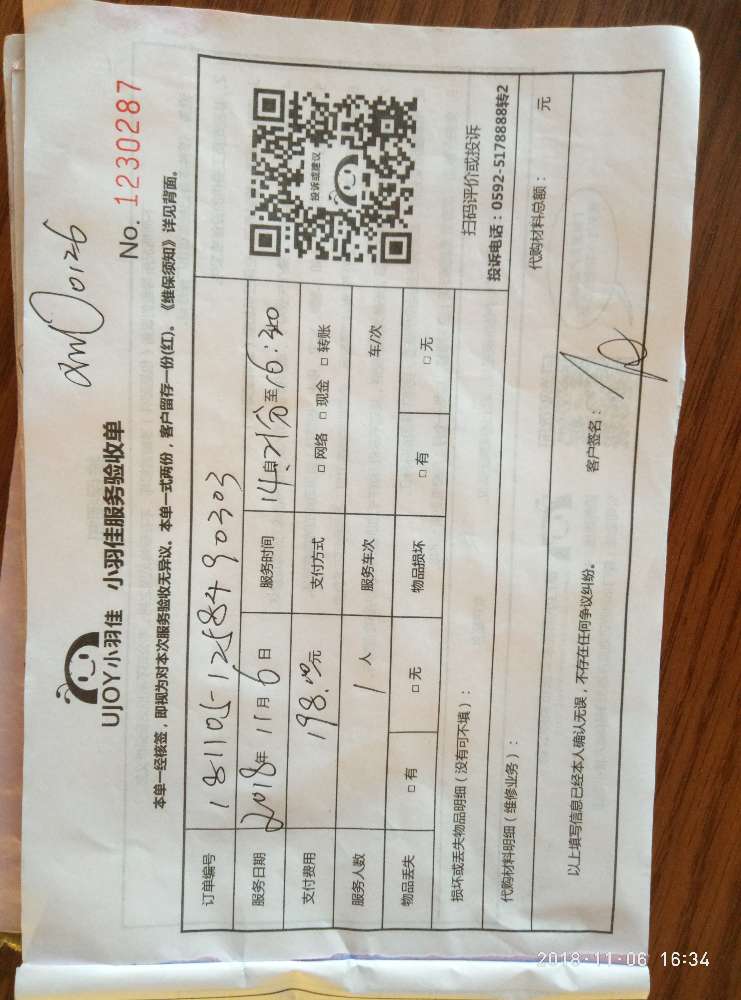 0126
UJOY小羽佳 小羽佳服务验收单
No. 1230287
本单一经核签，即视为对本次服务验收无异议。本单一式两份，客户留存一份(红)。《维保须知》详见背面。
订单编号 181105-12584490303
服务日期 2018年 11月 6日 服务时间 14时21分至16:30
支付费用 198.00元 支付方式 □网络 □现金 □转账
服务人数 1 人 服务车次 车/次
物品丢失 □有 □无 物品损坏 □有 □无
投诉或建议
扫码评价或投诉
投诉电话：0592-5178888转2
损坏或丢失物品明细（没有可不填）：
代购材料明细（维修业务）： 代购材料总额： 元
以上填写信息已经本人确认无误，不存在任何争议纠纷。 客户签名：
2018-11-06 16:34